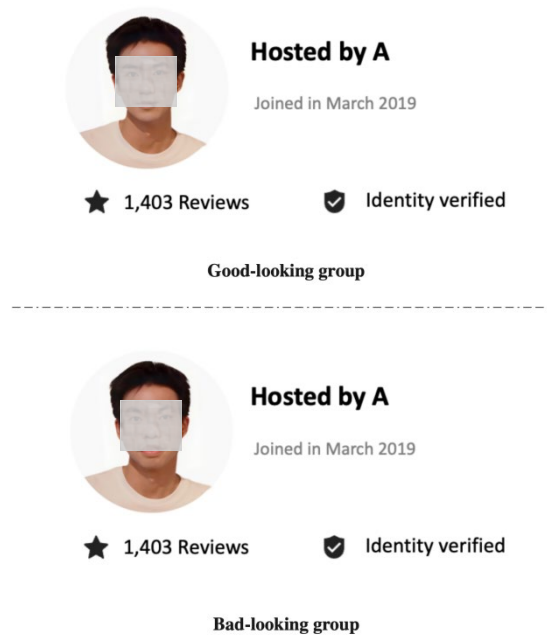 Hosted by A
Joined in March 2019
1,403 Reviews
Identity verified
Good-looking group
Hosted by A
Joined in March 2019
1,403 Reviews
Identity verified
Bad-looking group